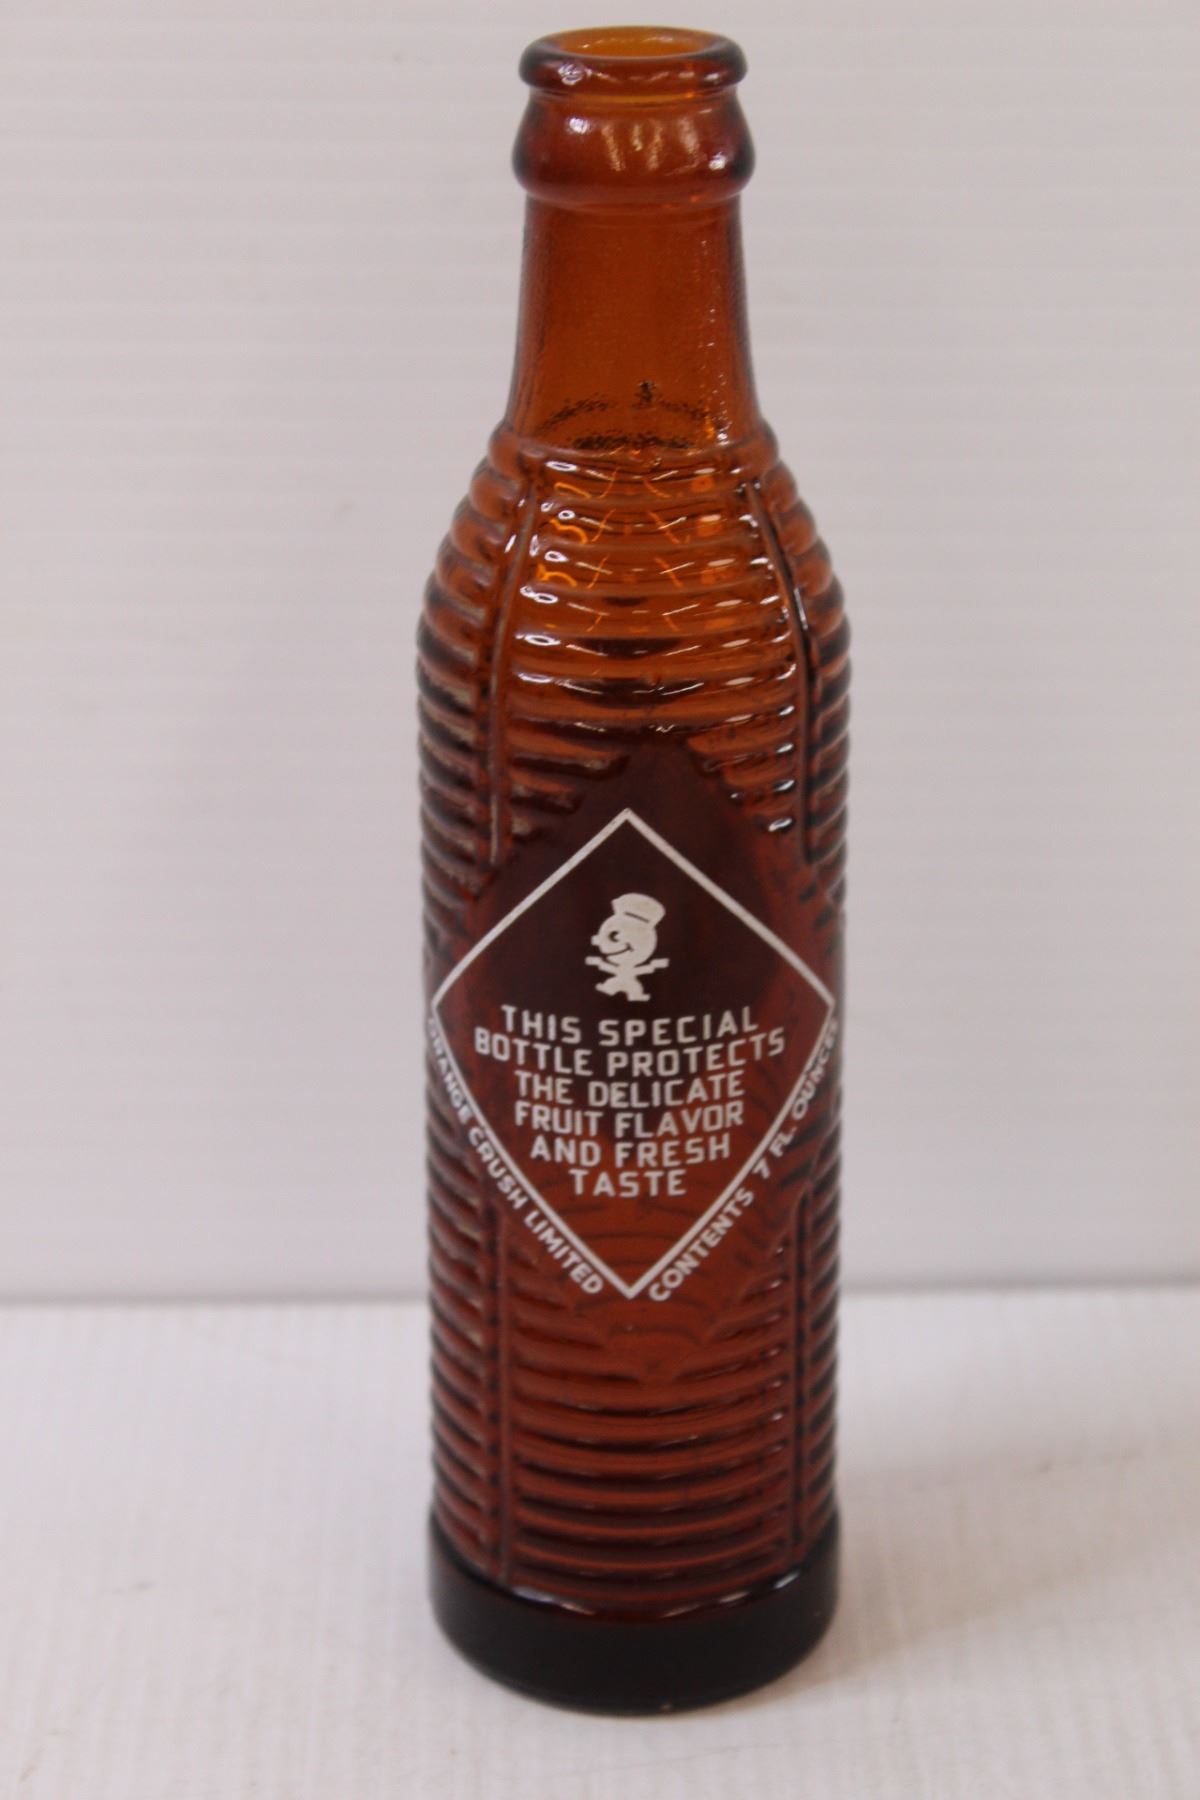 THIS SPECIAL
BOTTLE PROTECTS
THE DELICATE
FRUIT FLAVOR
AND FRESH
TASTE
ORANGE CRUSH LIMITED
CONTENTS 7 FL. OUNCES